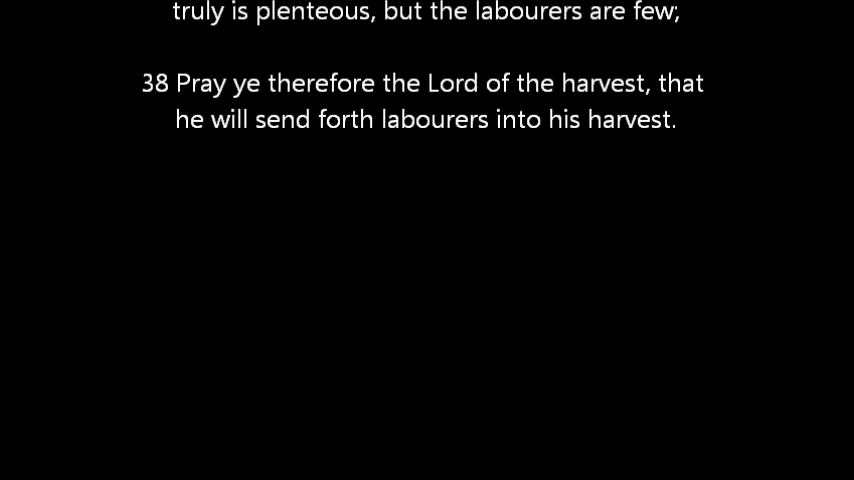 truly is plenteous, but the labourers are few;
38 Pray ye therefore the Lord of the harvest, that
he will send forth labourers into his harvest.